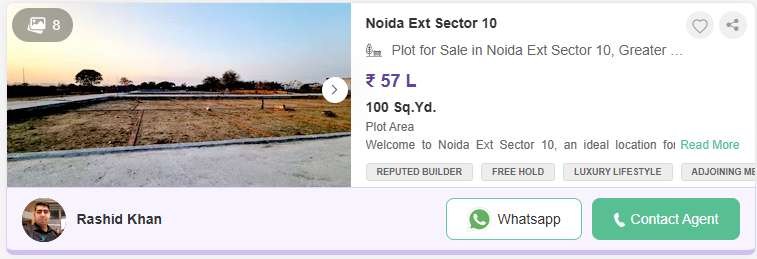 8
Noida Ext Sector 10
Plot for Sale in Noida Ext Sector 10, Greater …
₹ 57 L
100 Sq.Yd.
Plot Area
Welcome to Noida Ext Sector 10, an ideal location for Read More
REPUTED BUILDER FREE HOLD LUXURY LIFESTYLE ADJOINING ME
Rashid Khan Whatsapp Contact Agent